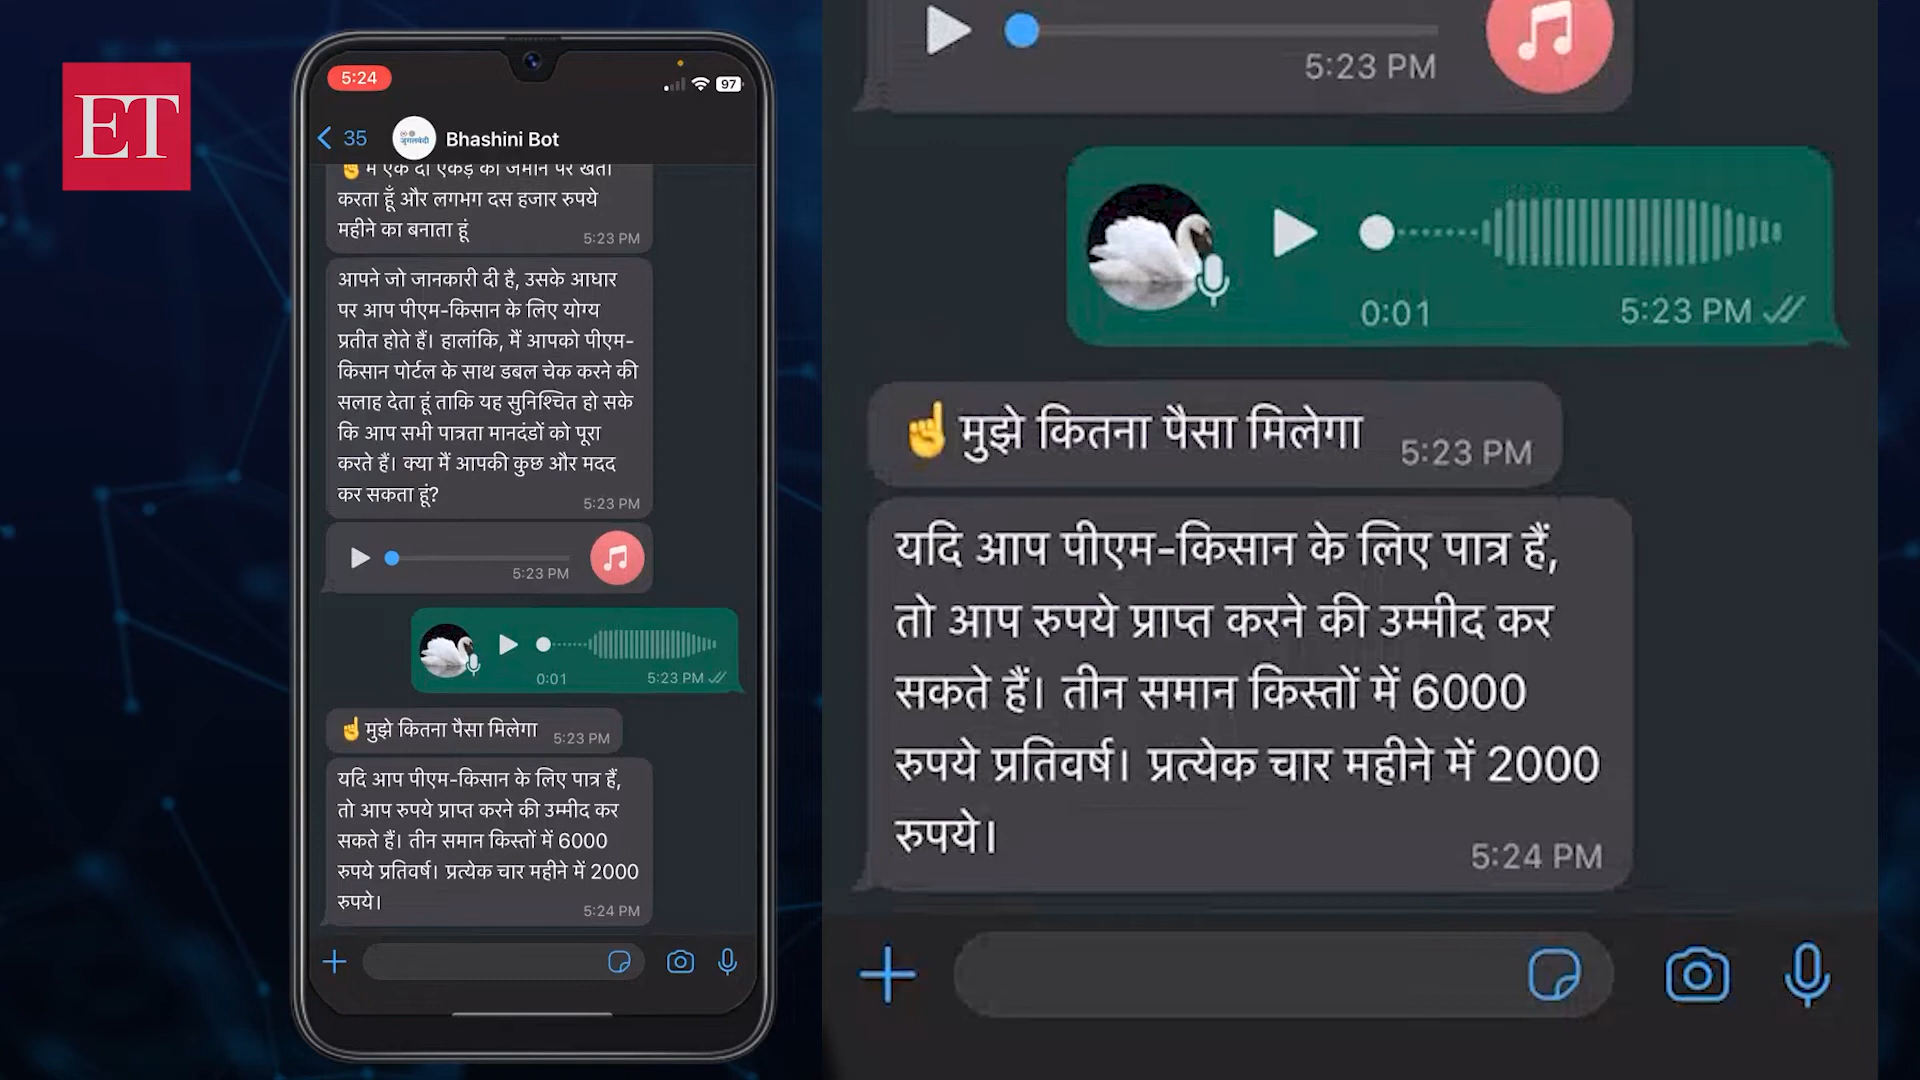 ET
5:24
97
35
जुगलबंदी
Bhashini Bot
☝मैं एक दो एकड़ की जमीन पर खेती
करता हूँ और लगभग दस हजार रुपये
महीने का बनाता हूं
5:23 PM
आपने जो जानकारी दी है, उसके आधार
पर आप पीएम-किसान के लिए योग्य
प्रतीत होते हैं। हालांकि, मैं आपको पीएम-
किसान पोर्टल के साथ डबल चेक करने की
सलाह देता हूं ताकि यह सुनिश्चित हो सके
कि आप सभी पात्रता मानदंडों को पूरा
करते हैं। क्या मैं आपकी कुछ और मदद
कर सकता हूं?
5:23 PM
5:23 PM
0:01 5:23 PM
☝मुझे कितना पैसा मिलेगा 5:23 PM
यदि आप पीएम-किसान के लिए पात्र हैं,
तो आप रुपये प्राप्त करने की उम्मीद कर
सकते हैं। तीन समान किस्तों में 6000
रुपये प्रतिवर्ष। प्रत्येक चार महीने में 2000
रुपये।
5:24 PM
5:23 PM
0:01 5:23 PM
☝मुझे कितना पैसा मिलेगा 5:23 PM
यदि आप पीएम-किसान के लिए पात्र हैं,
तो आप रुपये प्राप्त करने की उम्मीद कर
सकते हैं। तीन समान किस्तों में 6000
रुपये प्रतिवर्ष। प्रत्येक चार महीने में 2000
रुपये।
5:24 PM